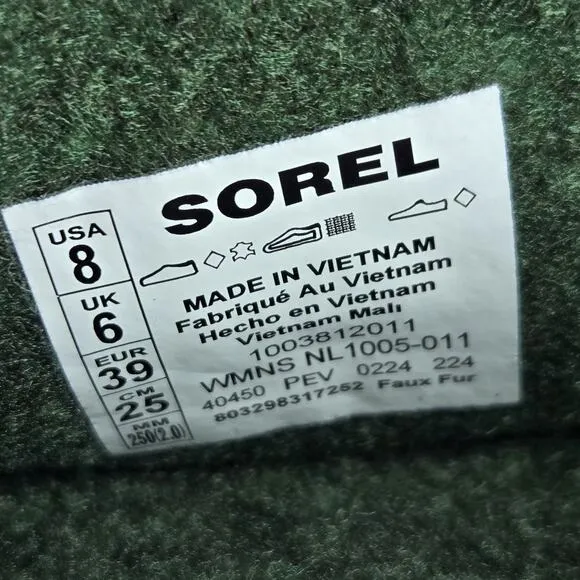 SOREL
USA
8
UK
6
EUR
39
CM
25
MM
250(2.0)
MADE IN VIETNAM
Fabriqué Au Vietnam
Hecho en Vietnam
Vietnam Malı
1003812011
WMNS NL1005-011
40450 PEV 0224 224
803298317252 Faux Fur